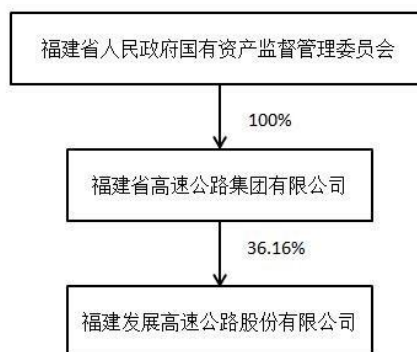 福建省人民政府国有资产监督管理委员会
100%
福建省高速公路集团有限公司
36.16%
福建发展高速公路股份有限公司